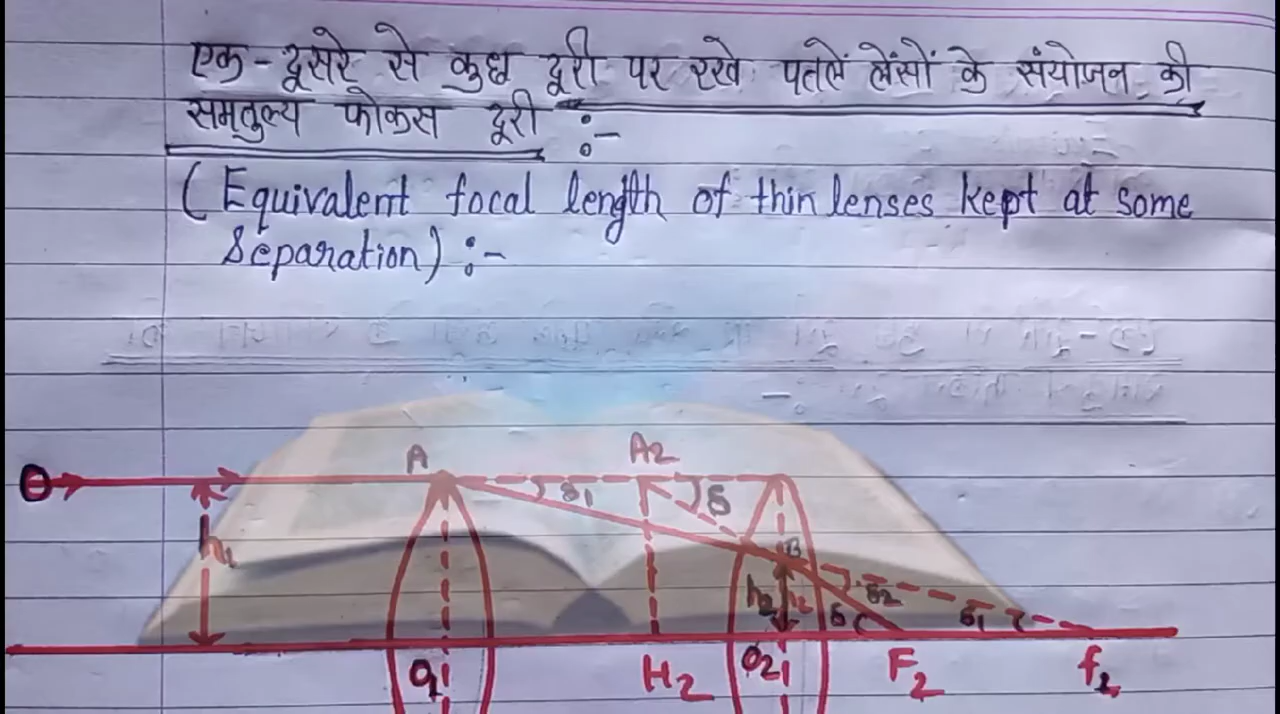 एक-दूसरे से कुछ दूरी पर रखे पतलें लेंसों के संयोजन की
समतुल्य फोकस दूरी :-
(Equivalent focal length of thin lenses kept at some
separation) :-
A A2
δ1 δ
h1
B
h2 h2 δ2
δ δ1
O1 H2 O2 F2 f2